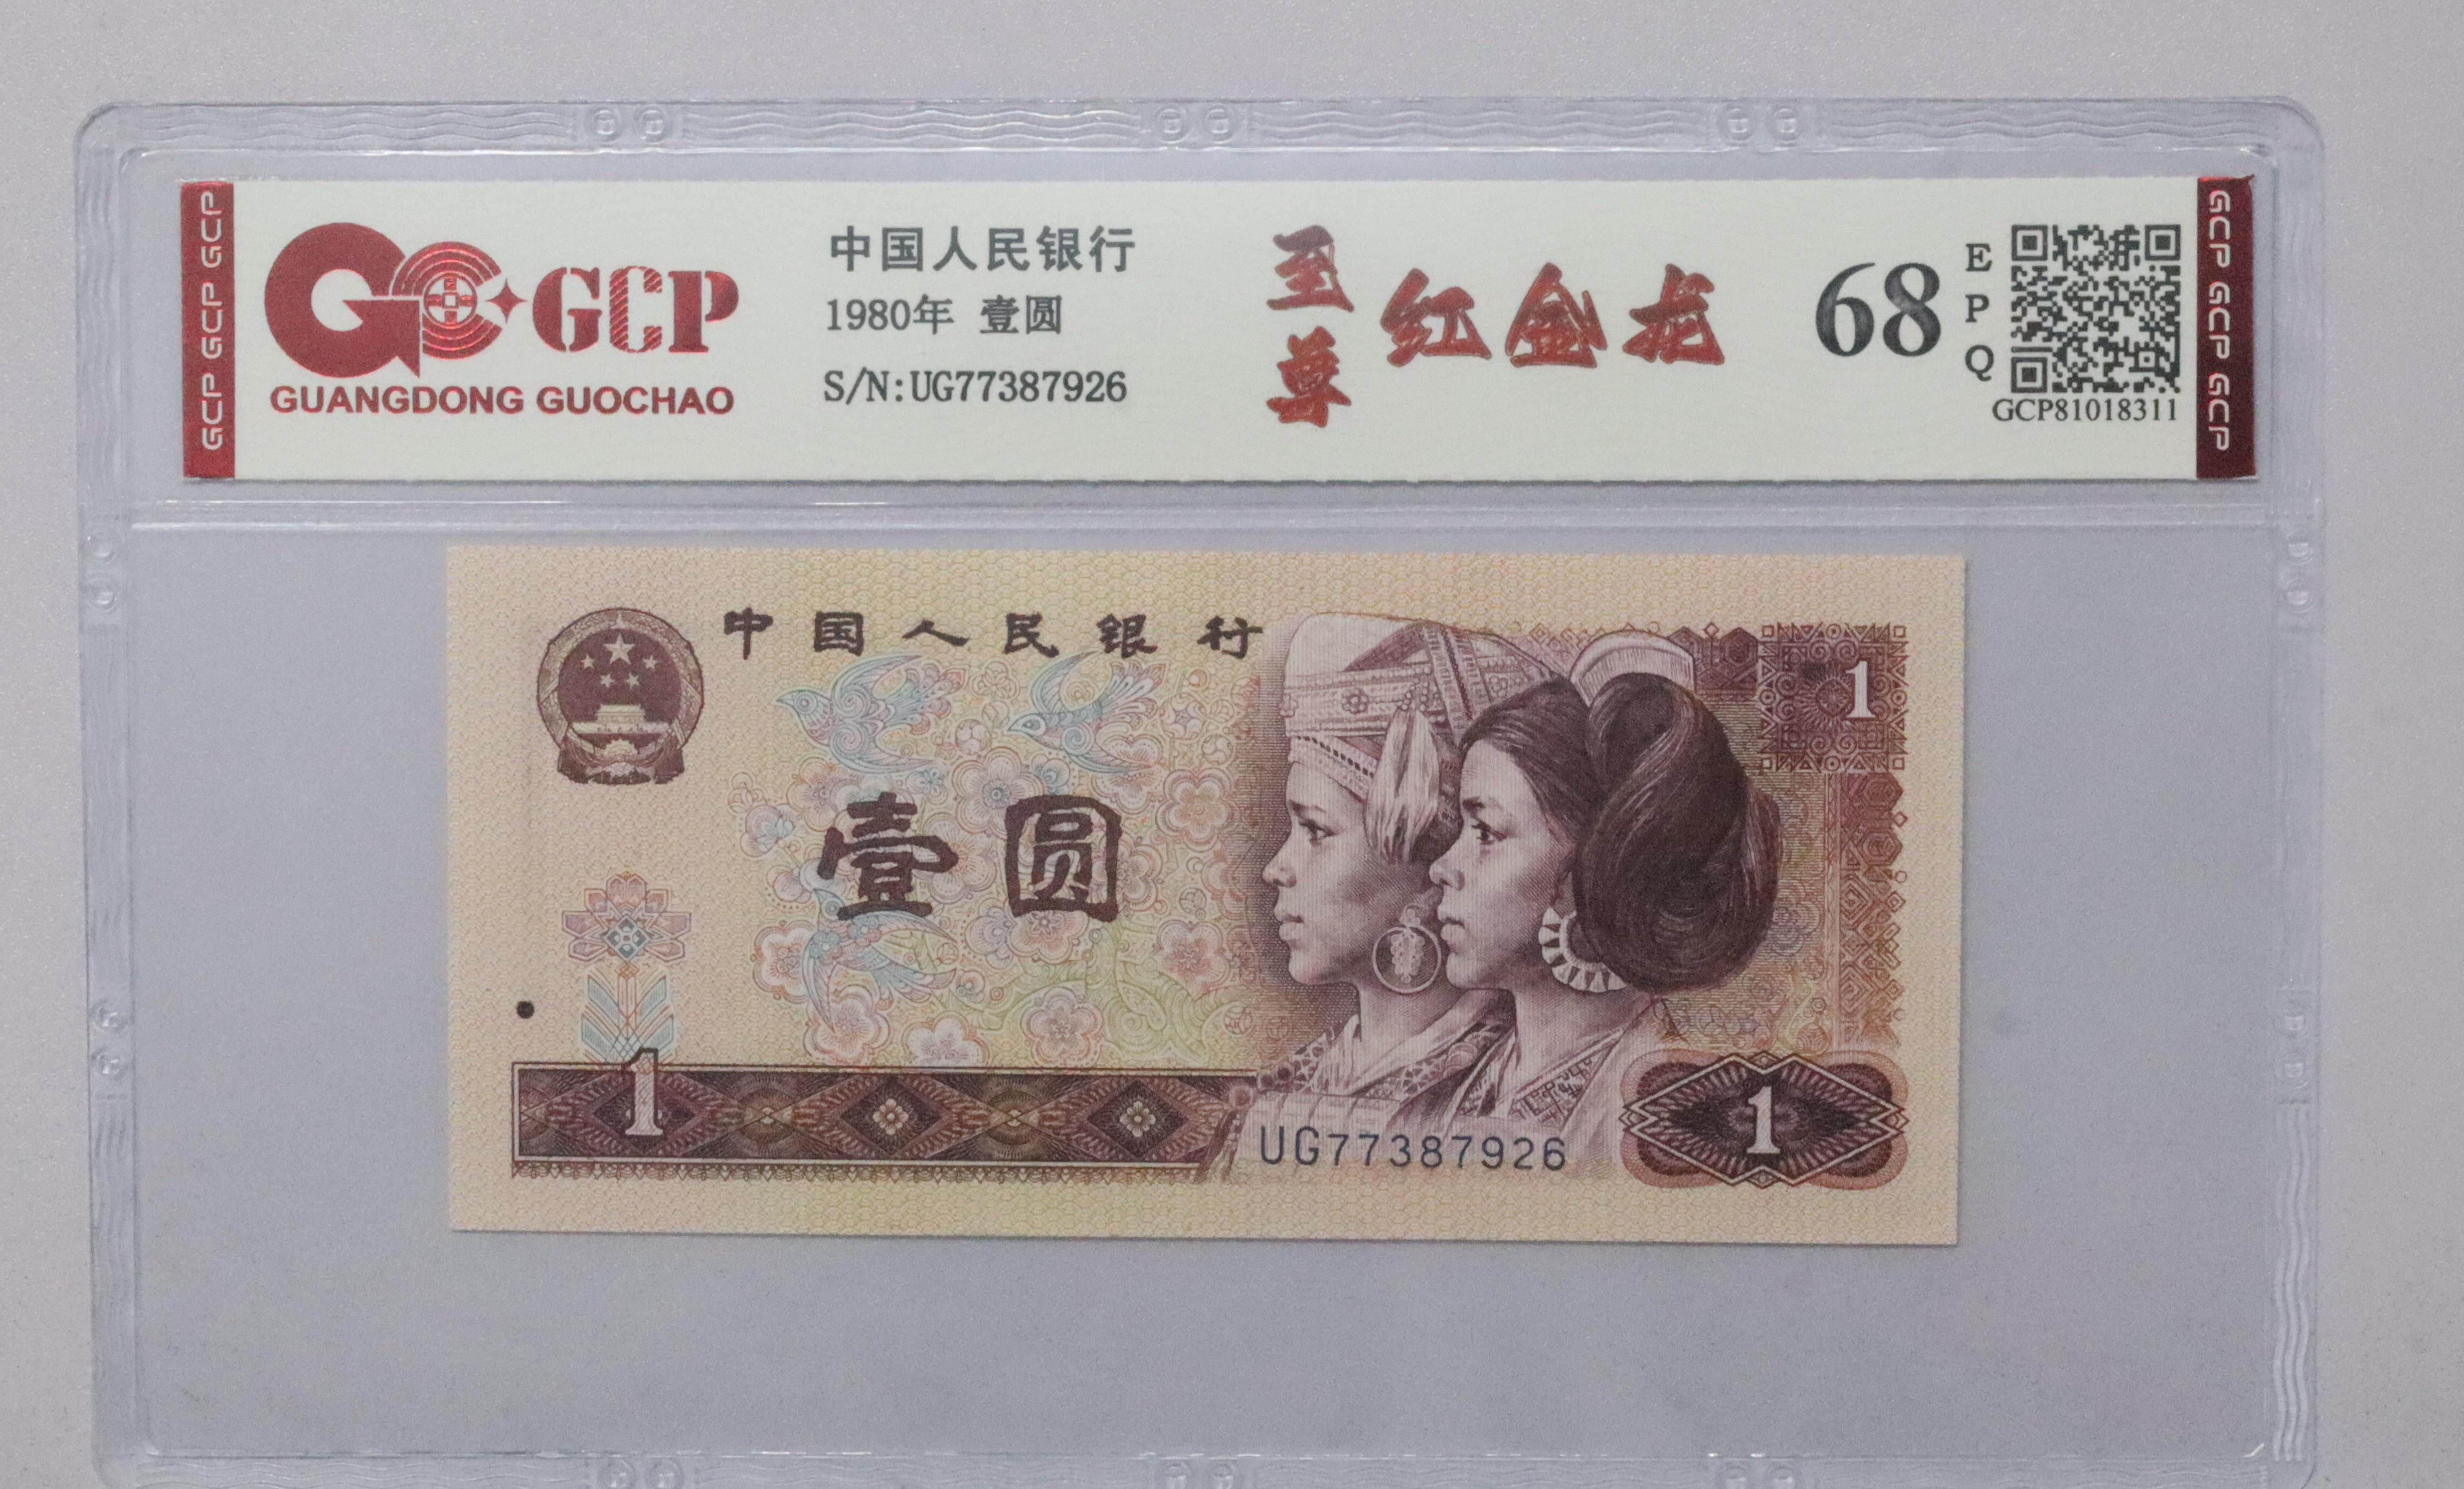 GCP GCP GCP
GCP
GUANGDONG GUOCHAO
中国人民银行
1980年 壹圆
S/N:UG77387926
至尊
红金龙
68
EPQ
GCP81018311
GCP GCP GCP
中国人民银行
1
壹圆
1
UG77387926
1